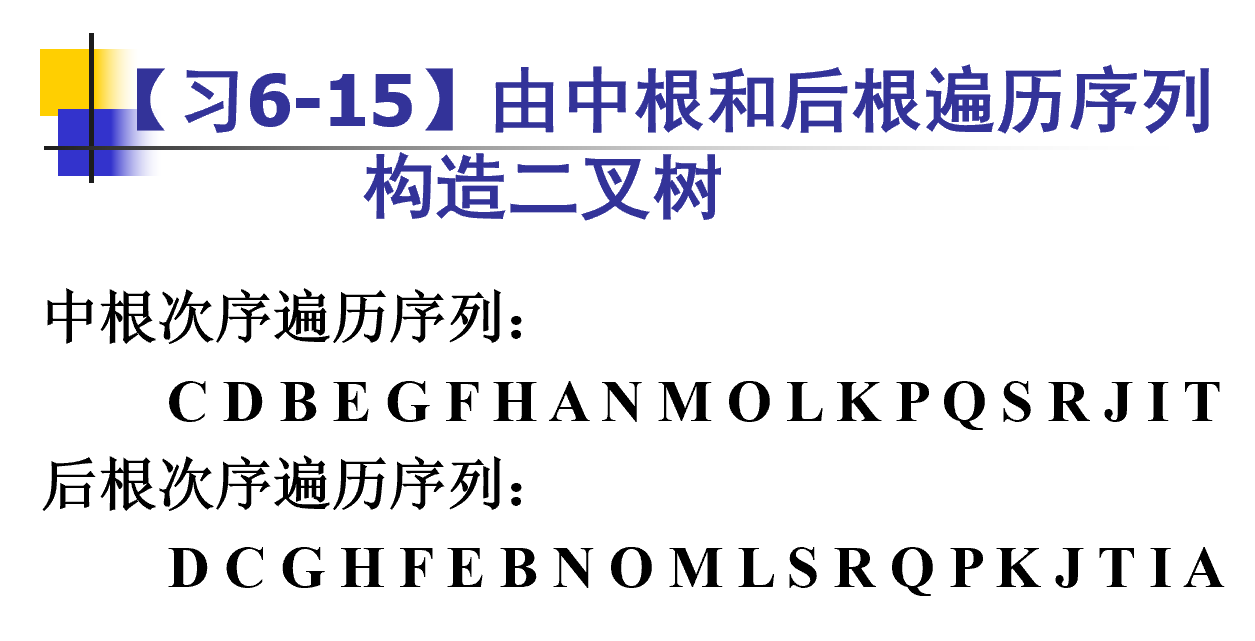 【习6-15】由中根和后根遍历序列
构造二叉树
中根次序遍历序列：
C D B E G F H A N M O L K P Q S R J I T
后根次序遍历序列：
D C G H F E B N O M L S R Q P K J T I A